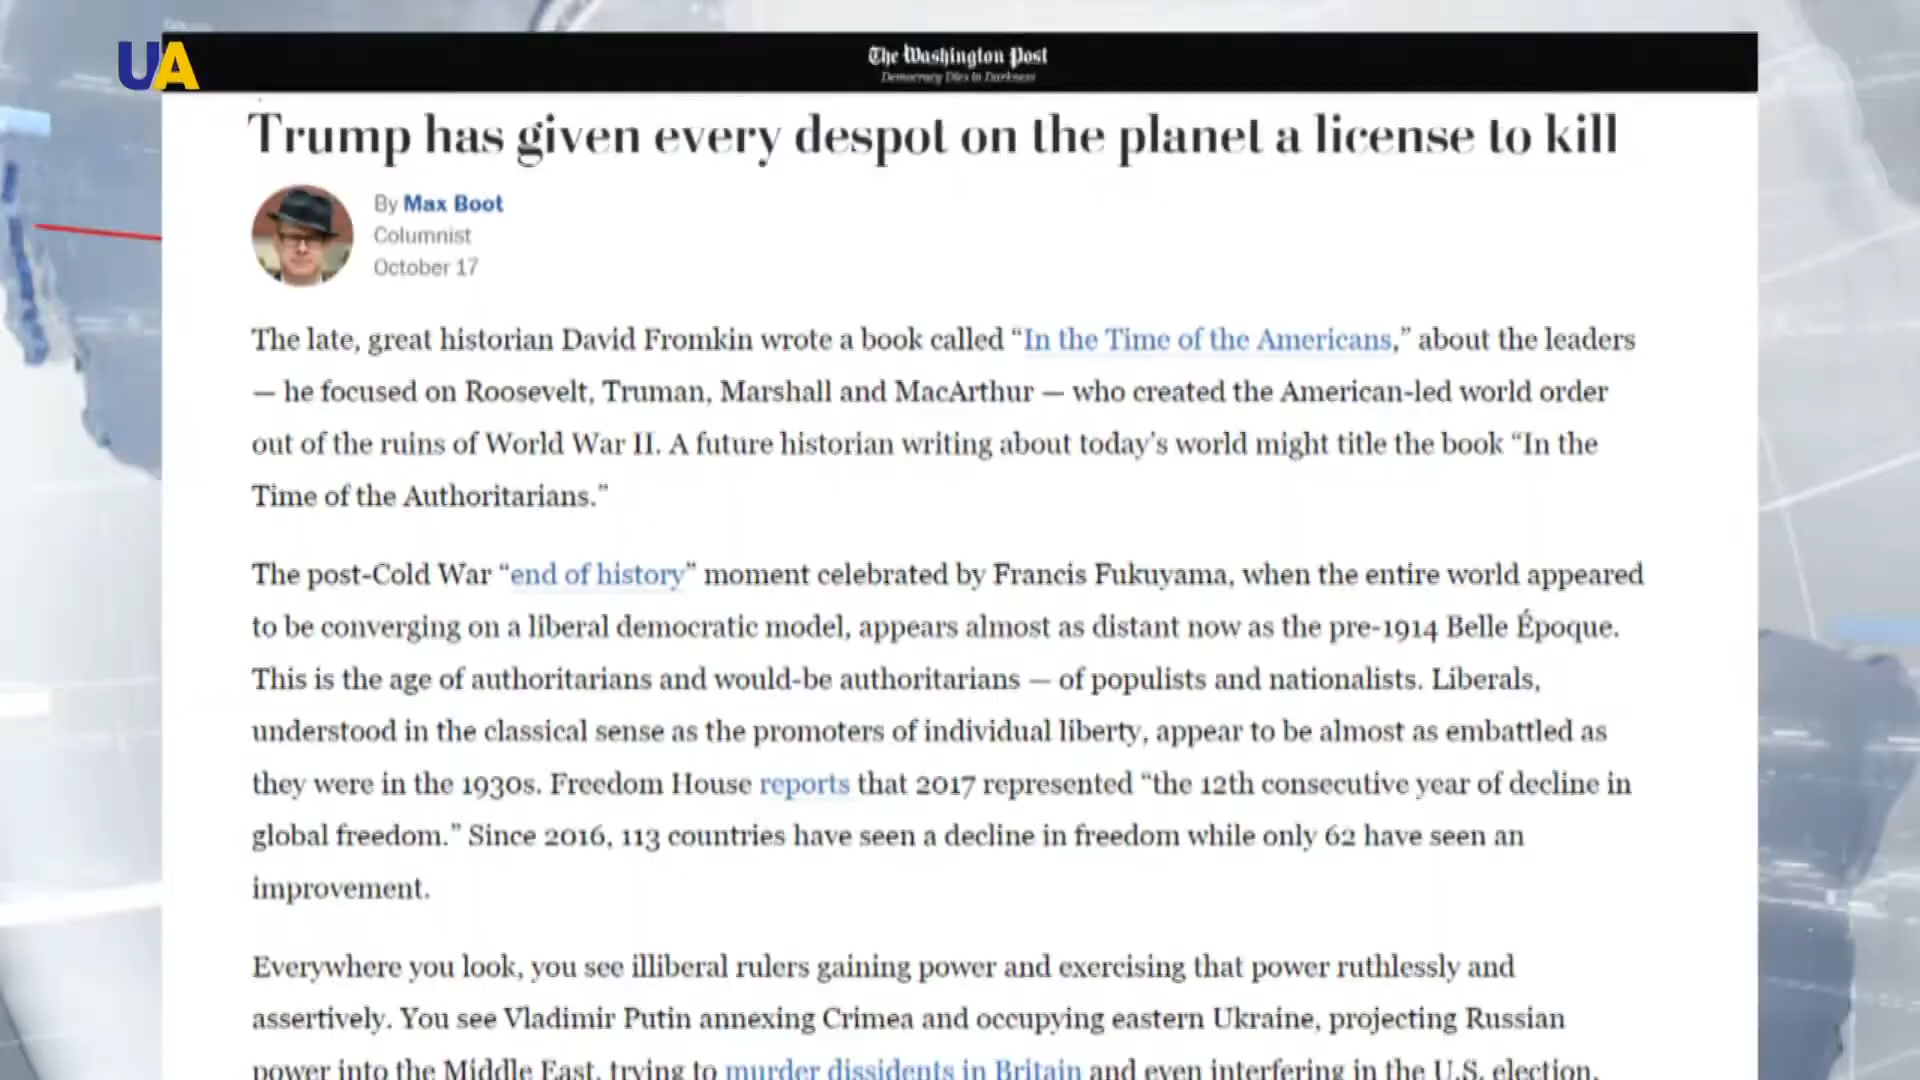 UA
The Washington Post
Democracy Dies in Darkness
Trump has given every despot on the planet a license to kill
By Max Boot
Columnist
October 17
The late, great historian David Fromkin wrote a book called “In the Time of the Americans,” about the leaders
— he focused on Roosevelt, Truman, Marshall and MacArthur — who created the American-led world order
out of the ruins of World War II. A future historian writing about today’s world might title the book “In the
Time of the Authoritarians.”
The post-Cold War “end of history” moment celebrated by Francis Fukuyama, when the entire world appeared
to be converging on a liberal democratic model, appears almost as distant now as the pre-1914 Belle Époque.
This is the age of authoritarians and would-be authoritarians — of populists and nationalists. Liberals,
understood in the classical sense as the promoters of individual liberty, appear to be almost as embattled as
they were in the 1930s. Freedom House reports that 2017 represented “the 12th consecutive year of decline in
global freedom.” Since 2016, 113 countries have seen a decline in freedom while only 62 have seen an
improvement.
Everywhere you look, you see illiberal rulers gaining power and exercising that power ruthlessly and
assertively. You see Vladimir Putin annexing Crimea and occupying eastern Ukraine, projecting Russian
power into the Middle East, trying to murder dissidents in Britain and even interfering in the U.S. election.